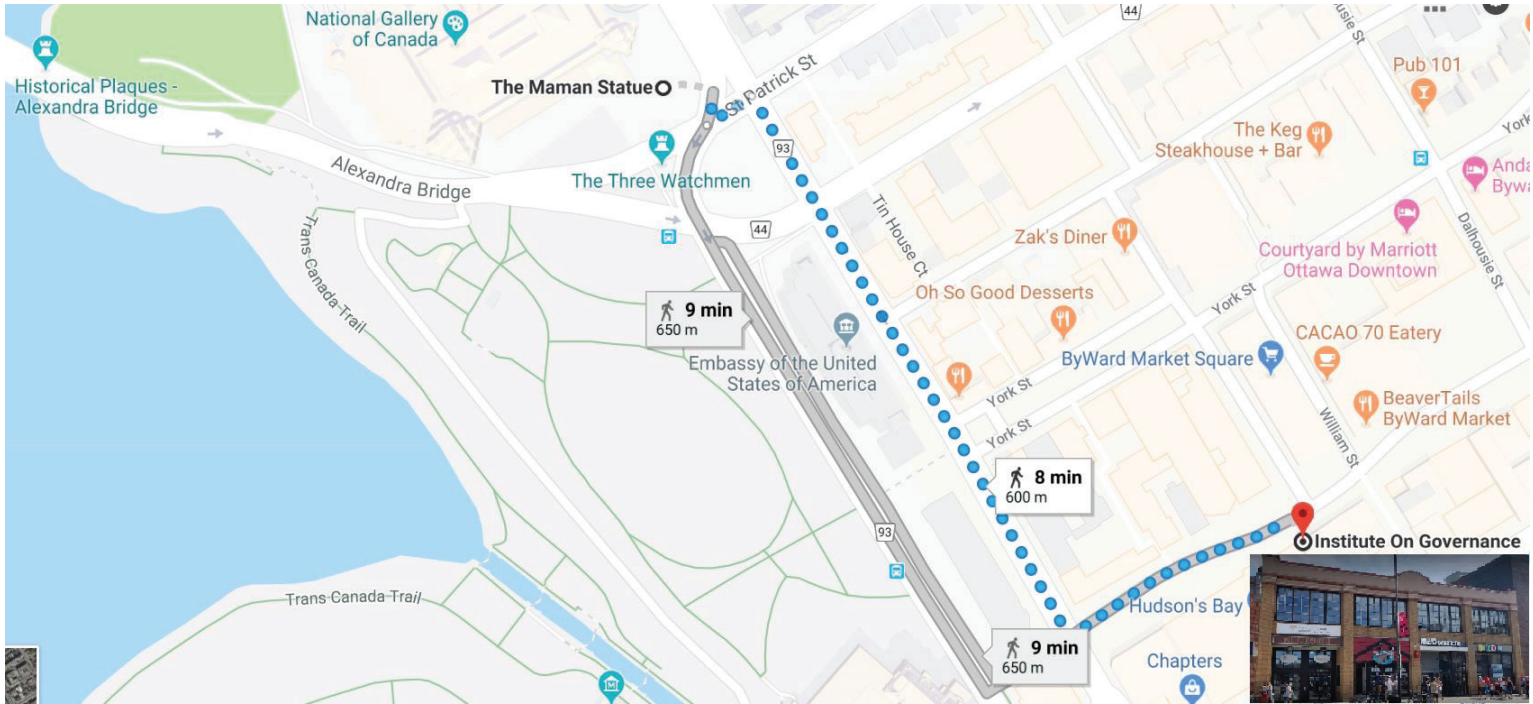 National Gallery
of Canada
44
Dalhousie St
Historical Plaques -
Alexandra Bridge
The Maman Statue
St Patrick St
Pub 101
The Keg
Steakhouse + Bar
York
93
Alexandra Bridge
The Three Watchmen
Anda
Bywa
Trans Canada Trail
44
Tin House Ct
Zak's Diner
Courtyard by Marriott
Ottawa Downtown
Dalhousie St
9 min
650 m
Oh So Good Desserts
York St
Embassy of the United
States of America
ByWard Market Square
CACAO 70 Eatery
York St
BeaverTails
ByWard Market
York St
William St
8 min
600 m
93
Institute On Governance
Trans Canada Trail
Hudson's Bay
9 min
650 m
Chapters